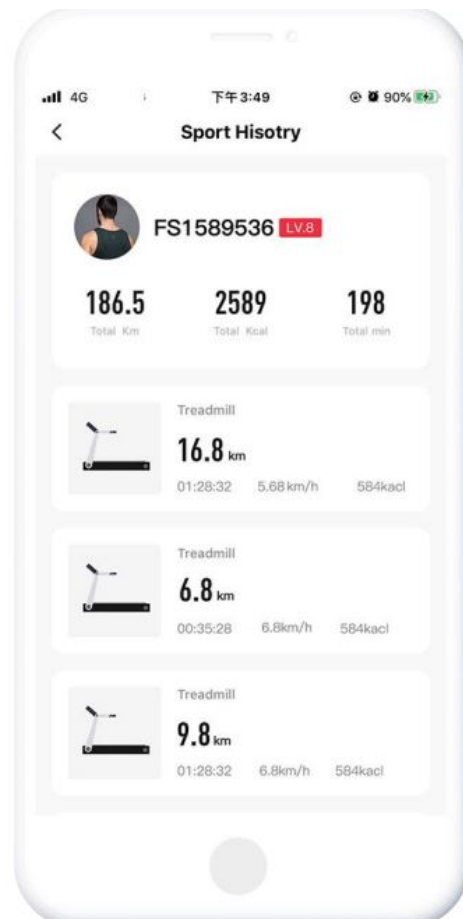 4G 下午3:49 90%
Sport Hisotry
FS1589536 LV.8
186.5 2589 198
Total Km Total Kcal Total min
Treadmill
16.8 km
01:28:32 5.68km/h 584kacl
Treadmill
6.8 km
00:35:28 6.8km/h 584kacl
Treadmill
9.8 km
01:28:32 6.8km/h 584kacl